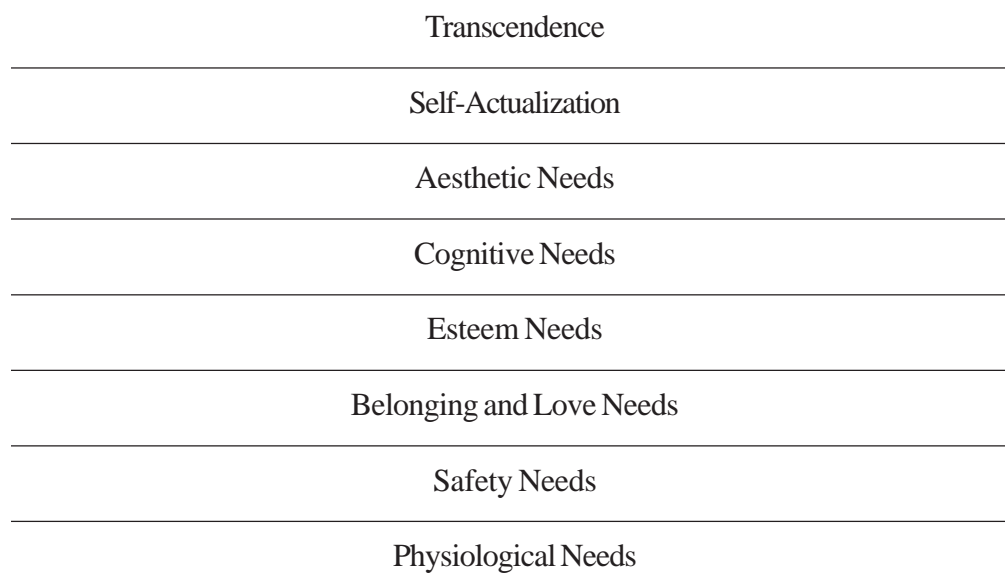 Transcendence
Self-Actualization
Aesthetic Needs
Cognitive Needs
Esteem Needs
Belonging and Love Needs
Safety Needs
Physiological Needs